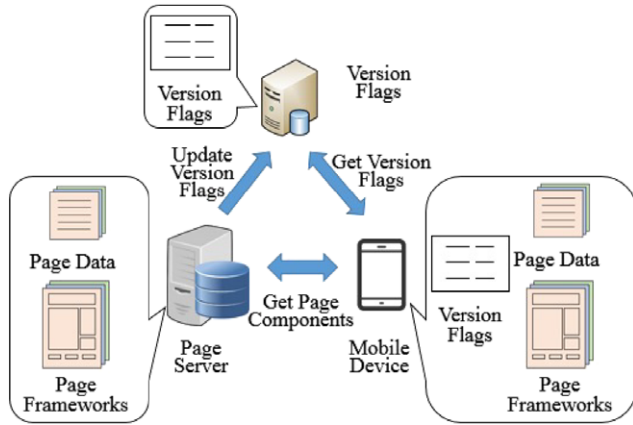 Version
Flags
Version
Flags
Update
Version
Flags
Get Version
Flags
Page Data
Page
Frameworks
Get Page
Components
Page
Server
Mobile
Device
Version
Flags
Page Data
Page
Frameworks